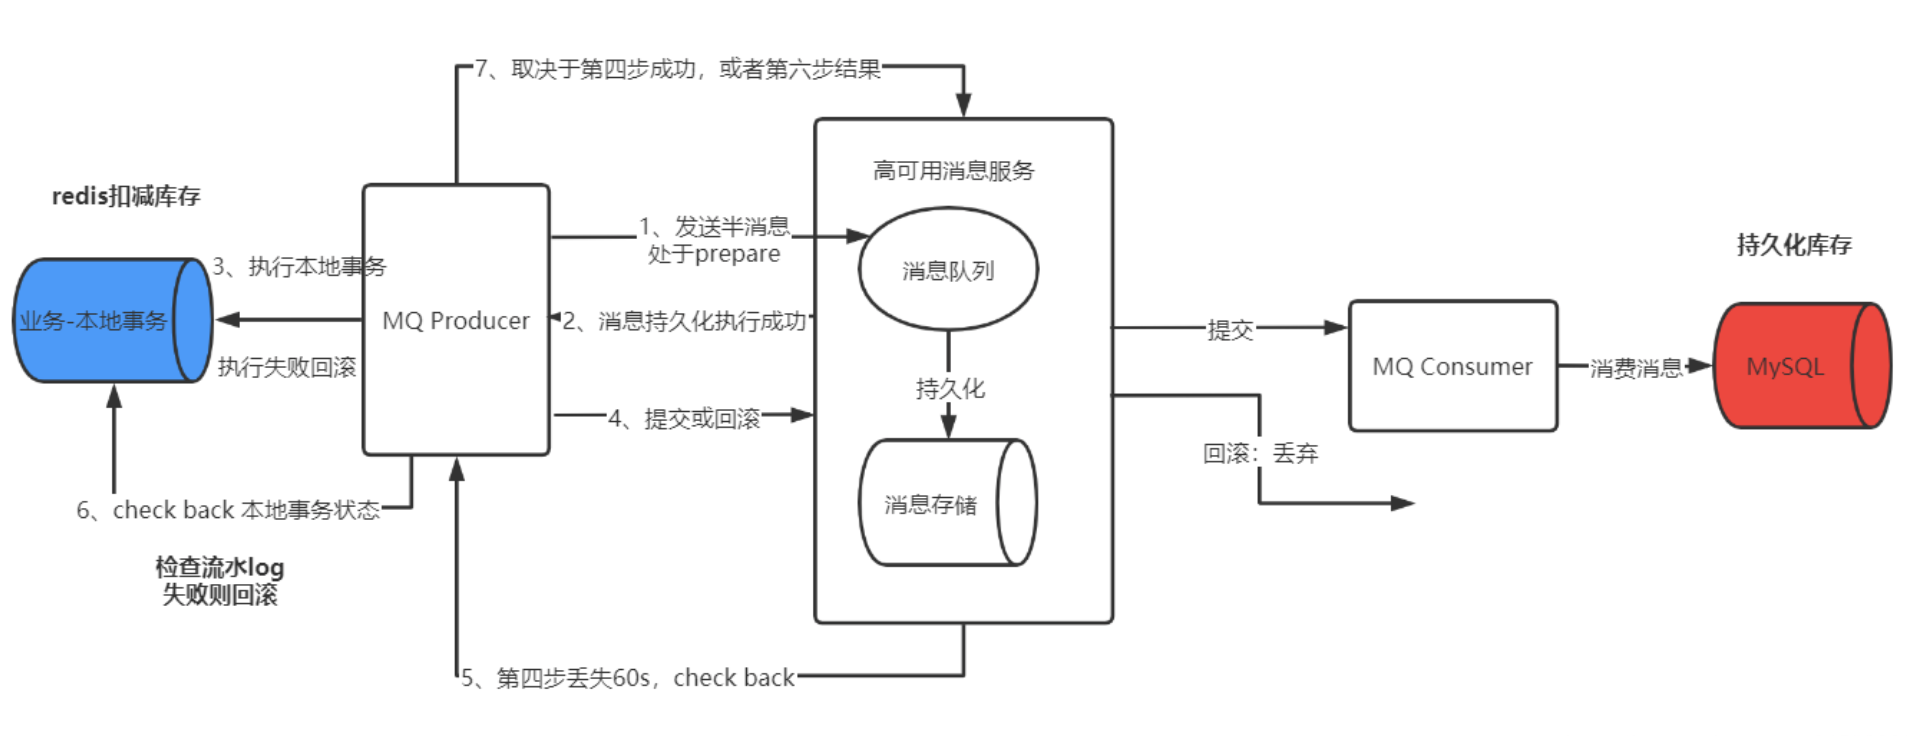 7、取决于第四步成功，或者第六步结果
高可用消息服务
redis扣减库存
1、发送半消息
处于prepare
持久化库存
3、执行本地事务
消息队列
业务-本地事务
MQ Producer
2、消息持久化执行成功
提交
执行失败回滚
MQ Consumer
消费消息
MySQL
持久化
4、提交或回滚
回滚：丢弃
消息存储
6、check back 本地事务状态
检查流水log
失败则回滚
5、第四步丢失60s，check back